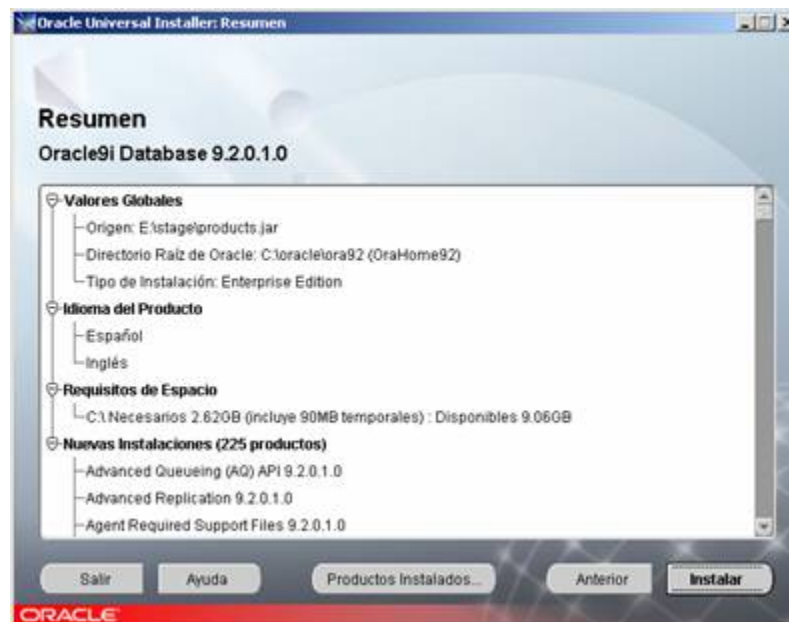 Oracle Universal Installer: Resumen
Resumen
Oracle9i Database 9.2.0.1.0
Valores Globales
Origen: E:\stage\products.jar
Directorio Raíz de Oracle: C:\oracle\ora92 (OraHome92)
Tipo de Instalación: Enterprise Edition
Idioma del Producto
Español
Inglés
Requisitos de Espacio
C:\ Necesarios 2.62GB (incluye 90MB temporales) : Disponibles 9.06GB
Nuevas Instalaciones (225 productos)
Advanced Queueing (AQ) API 9.2.0.1.0
Advanced Replication 9.2.0.1.0
Agent Required Support Files 9.2.0.1.0
Salir Ayuda Productos Instalados... Anterior Instalar
ORACLE